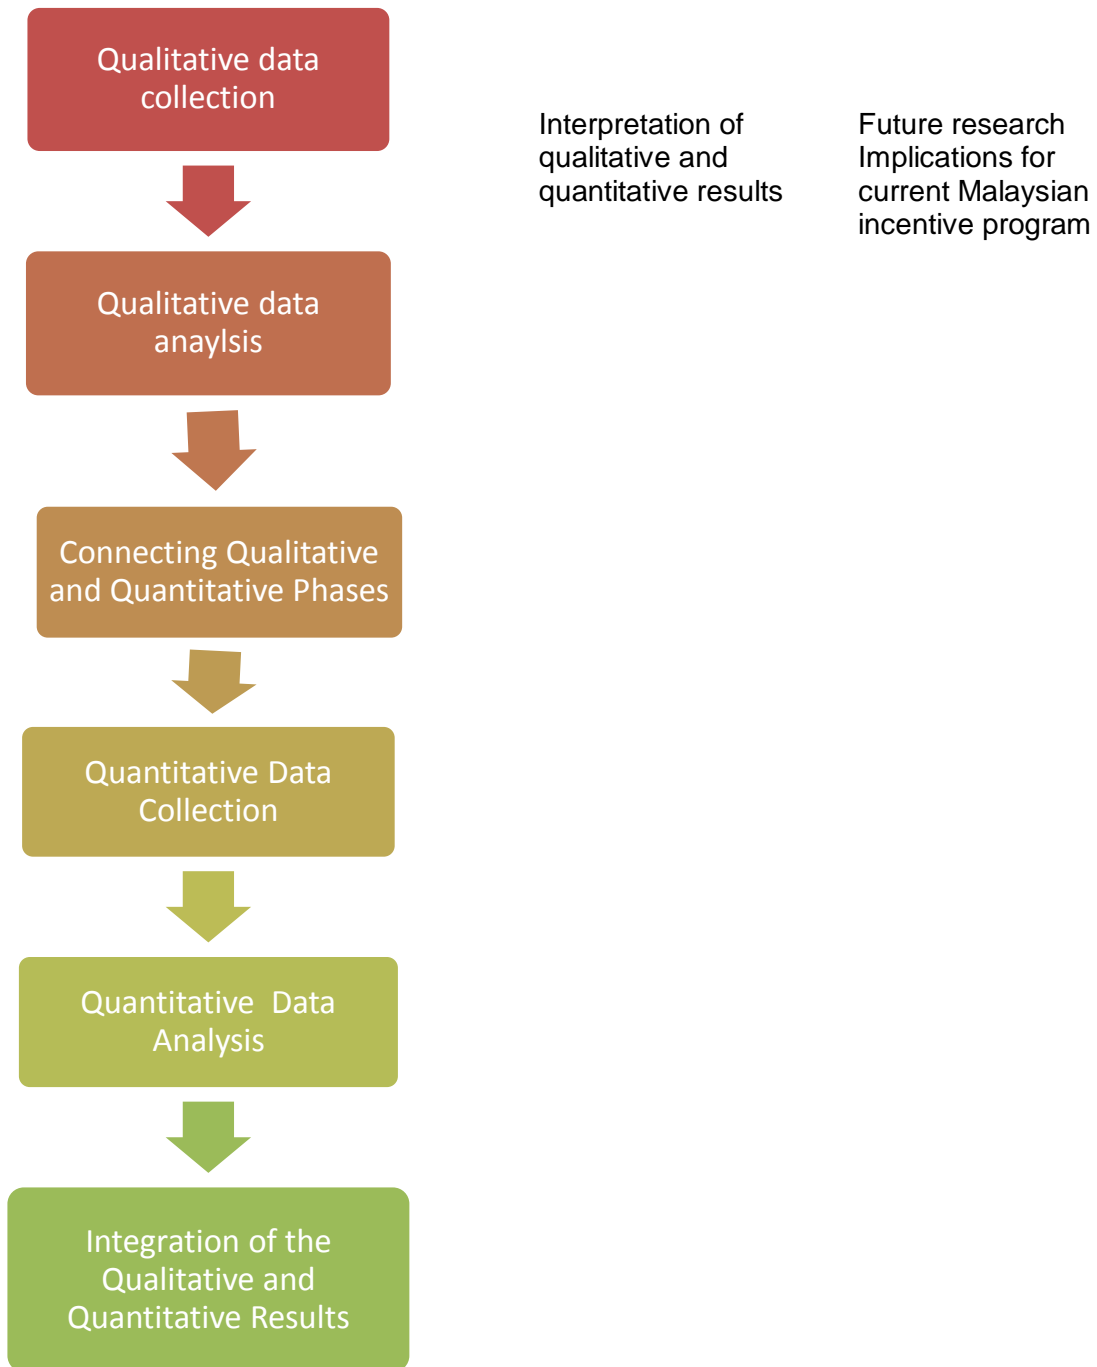 Qualitative data
collection
Interpretation of
qualitative and
quantitative results
Future research
Implications for
current Malaysian
incentive program
Qualitative data
anaylsis
Connecting Qualitative
and Quantitative Phases
Quantitative Data
Collection
Quantitative  Data
Analysis
Integration of the
Qualitative and
Quantitative Results